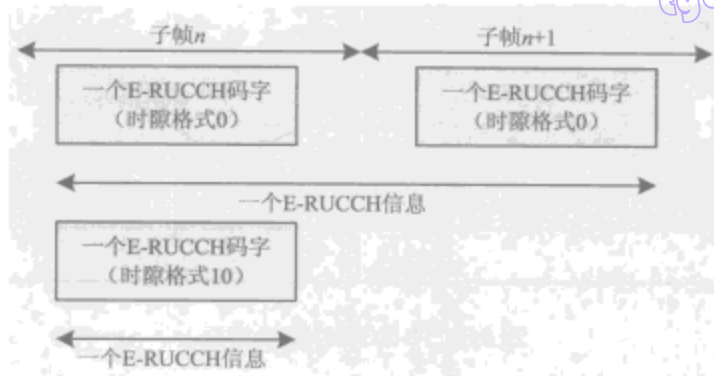 子帧n
子帧n+1
一个E-RUCCH码字
（时隙格式0）
一个E-RUCCH码字
（时隙格式0）
一个E-RUCCH信息
一个E-RUCCH码字
（时隙格式10）
一个E-RUCCH信息